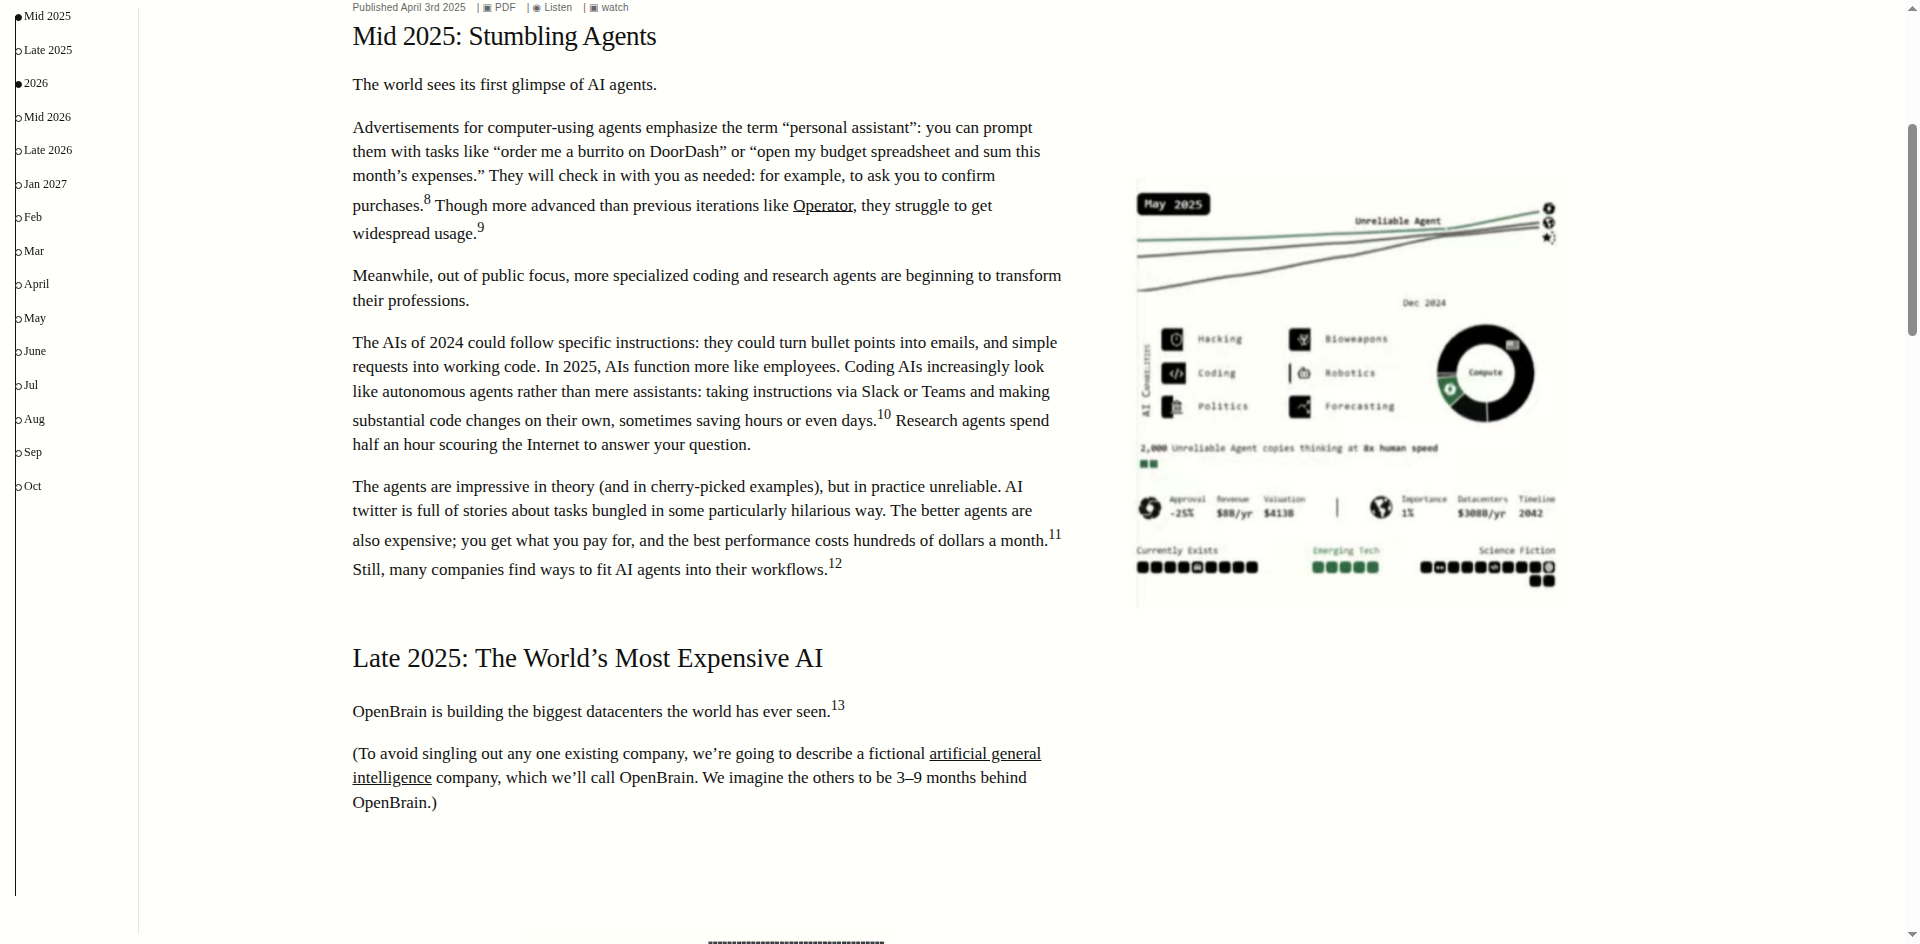 Mid 2025
Late 2025
2026
Mid 2026
Late 2026
Jan 2027
Feb
Mar
April
May
June
Jul
Aug
Sep
Oct
Published April 3rd 2025 | PDF | Listen | watch
Mid 2025: Stumbling Agents
The world sees its first glimpse of AI agents.
Advertisements for computer-using agents emphasize the term “personal assistant”: you can prompt
them with tasks like “order me a burrito on DoorDash” or “open my budget spreadsheet and sum this
month’s expenses.” They will check in with you as needed: for example, to ask you to confirm
purchases.8 Though more advanced than previous iterations like Operator, they struggle to get
widespread usage.9
Meanwhile, out of public focus, more specialized coding and research agents are beginning to transform
their professions.
The AIs of 2024 could follow specific instructions: they could turn bullet points into emails, and simple
requests into working code. In 2025, AIs function more like employees. Coding AIs increasingly look
like autonomous agents rather than mere assistants: taking instructions via Slack or Teams and making
substantial code changes on their own, sometimes saving hours or even days.10 Research agents spend
half an hour scouring the Internet to answer your question.
The agents are impressive in theory (and in cherry-picked examples), but in practice unreliable. AI
twitter is full of stories about tasks bungled in some particularly hilarious way. The better agents are
also expensive; you get what you pay for, and the best performance costs hundreds of dollars a month.11
Still, many companies find ways to fit AI agents into their workflows.12
Late 2025: The World’s Most Expensive AI
OpenBrain is building the biggest datacenters the world has ever seen.13
(To avoid singling out any one existing company, we’re going to describe a fictional artificial general
intelligence company, which we’ll call OpenBrain. We imagine the others to be 3–9 months behind
OpenBrain.)
May 2025
Unreliable Agent
Dec 2024
AI Capabilities
Hacking
Bioweapons
Coding
Robotics
Politics
Forecasting
Compute
2,000 Unreliable Agent copies thinking at 8x human speed
Approval Revenue Valuation
-25% $8B/yr $413B
Importance Datacenters Timeline
1% $308B/yr 2042
Currently Exists
Emerging Tech
Science Fiction